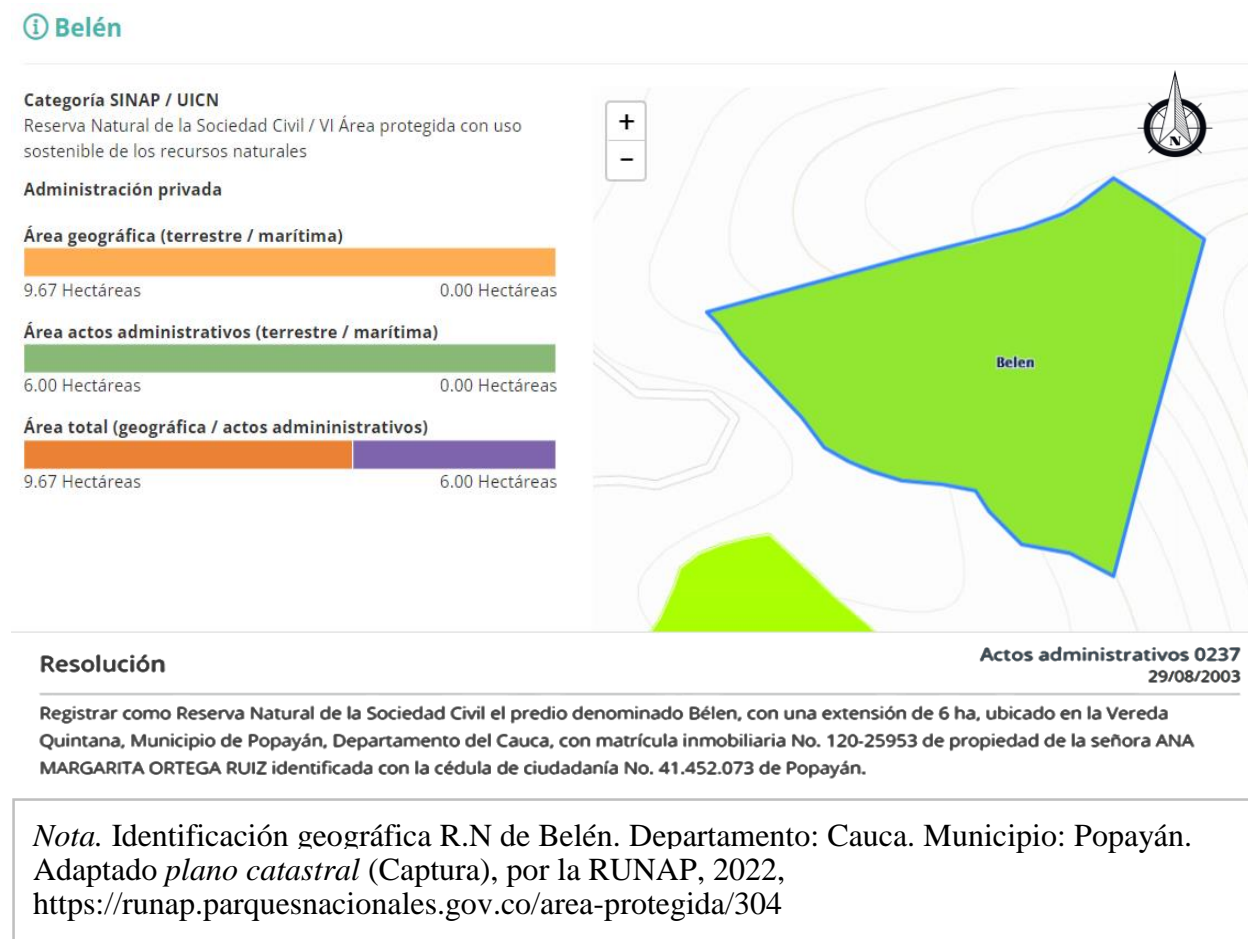 Belén
Categoría SINAP / UICN
Reserva Natural de la Sociedad Civil / VI Área protegida con uso
sostenible de los recursos naturales
Administración privada
Área geográfica (terrestre / marítima)
9.67 Hectáreas 0.00 Hectáreas
Área actos administrativos (terrestre / marítima)
6.00 Hectáreas 0.00 Hectáreas
Área total (geográfica / actos admininistrativos)
9.67 Hectáreas 6.00 Hectáreas
+
−
N
Belen
Resolución
Actos administrativos 0237
29/08/2003
Registrar como Reserva Natural de la Sociedad Civil el predio denominado Bélen, con una extensión de 6 ha, ubicado en la Vereda
Quintana, Municipio de Popayán, Departamento del Cauca, con matrícula inmobiliaria No. 120-25953 de propiedad de la señora ANA
MARGARITA ORTEGA RUIZ identificada con la cédula de ciudadanía No. 41.452.073 de Popayán.
Nota. Identificación geográfica R.N de Belén. Departamento: Cauca. Municipio: Popayán.
Adaptado plano catastral (Captura), por la RUNAP, 2022,
https://runap.parquesnacionales.gov.co/area-protegida/304